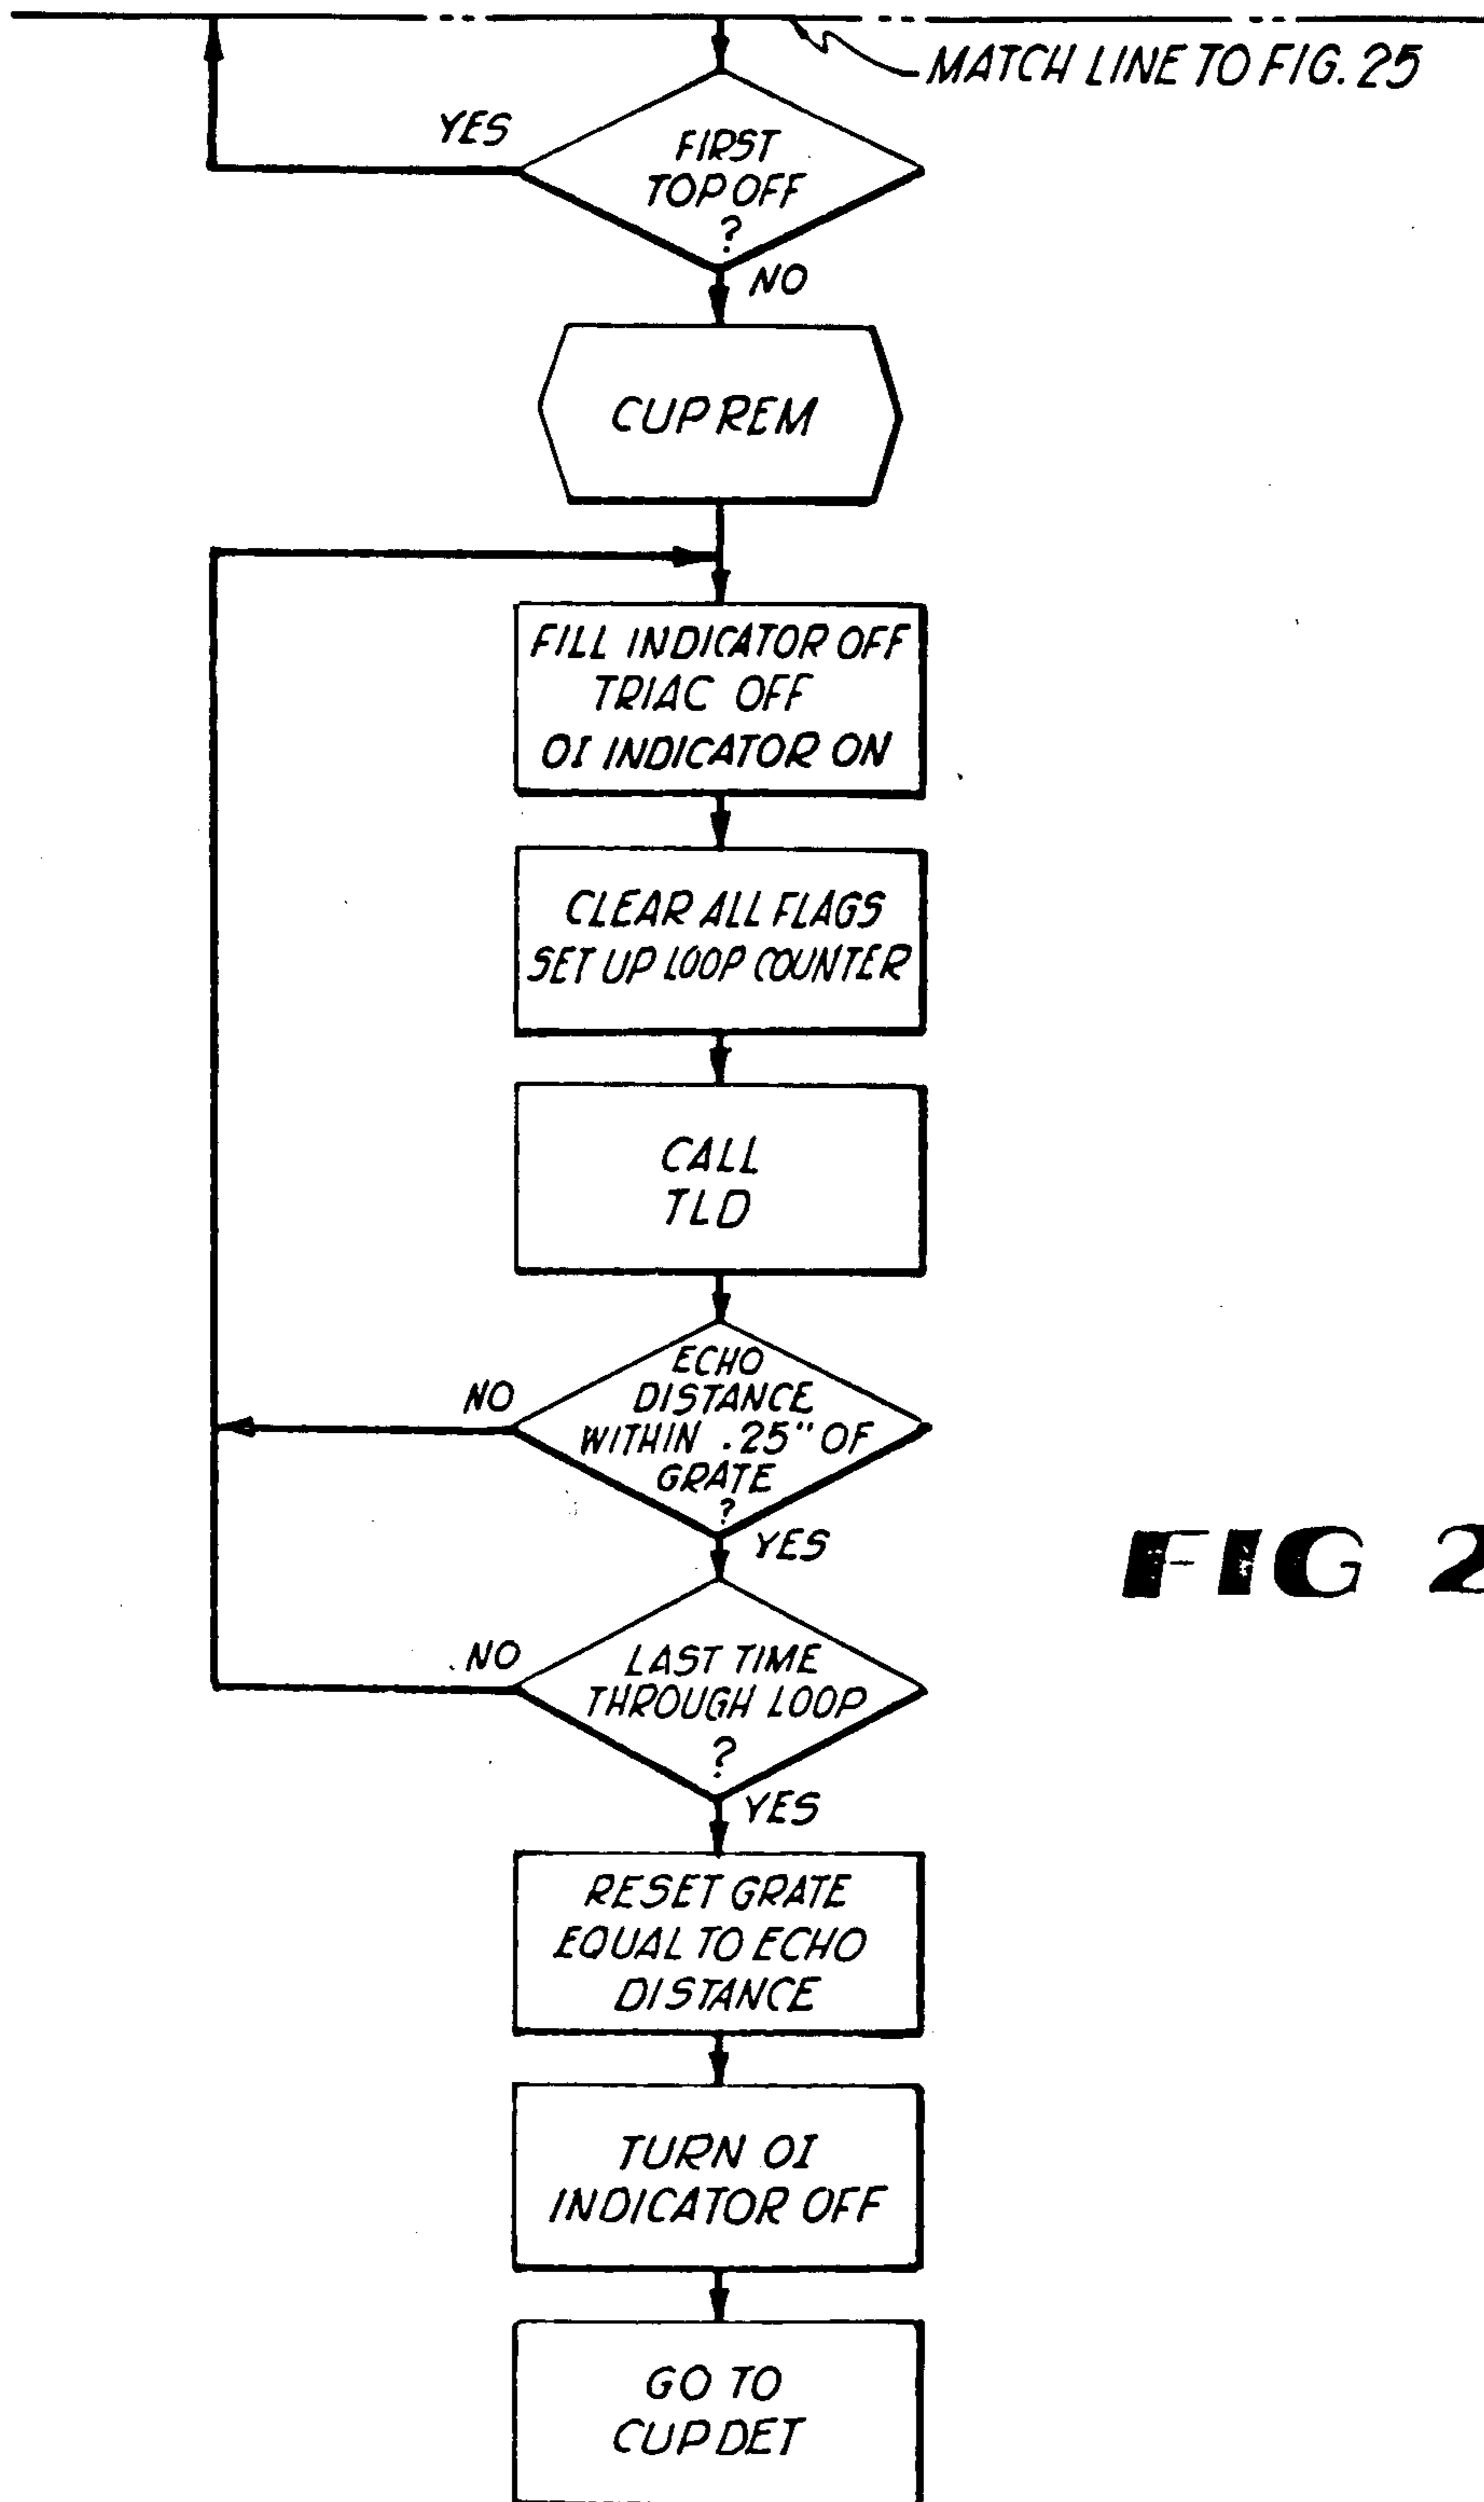 MATCH LINE TO FIG. 25
YES
FIRST
TOP OFF
?
NO
CUP REM
FILL INDICATOR OFF
TRIAC OFF
OI INDICATOR ON
CLEAR ALL FLAGS
SET UP LOOP COUNTER
CALL
TLD
ECHO
DISTANCE
WITHIN .25" OF
GRATE
?
NO
YES
FIG 2
LAST TIME
THROUGH LOOP
?
NO
YES
RESET GRATE
EQUAL TO ECHO
DISTANCE
TURN OI
INDICATOR OFF
GO TO
CUP DET